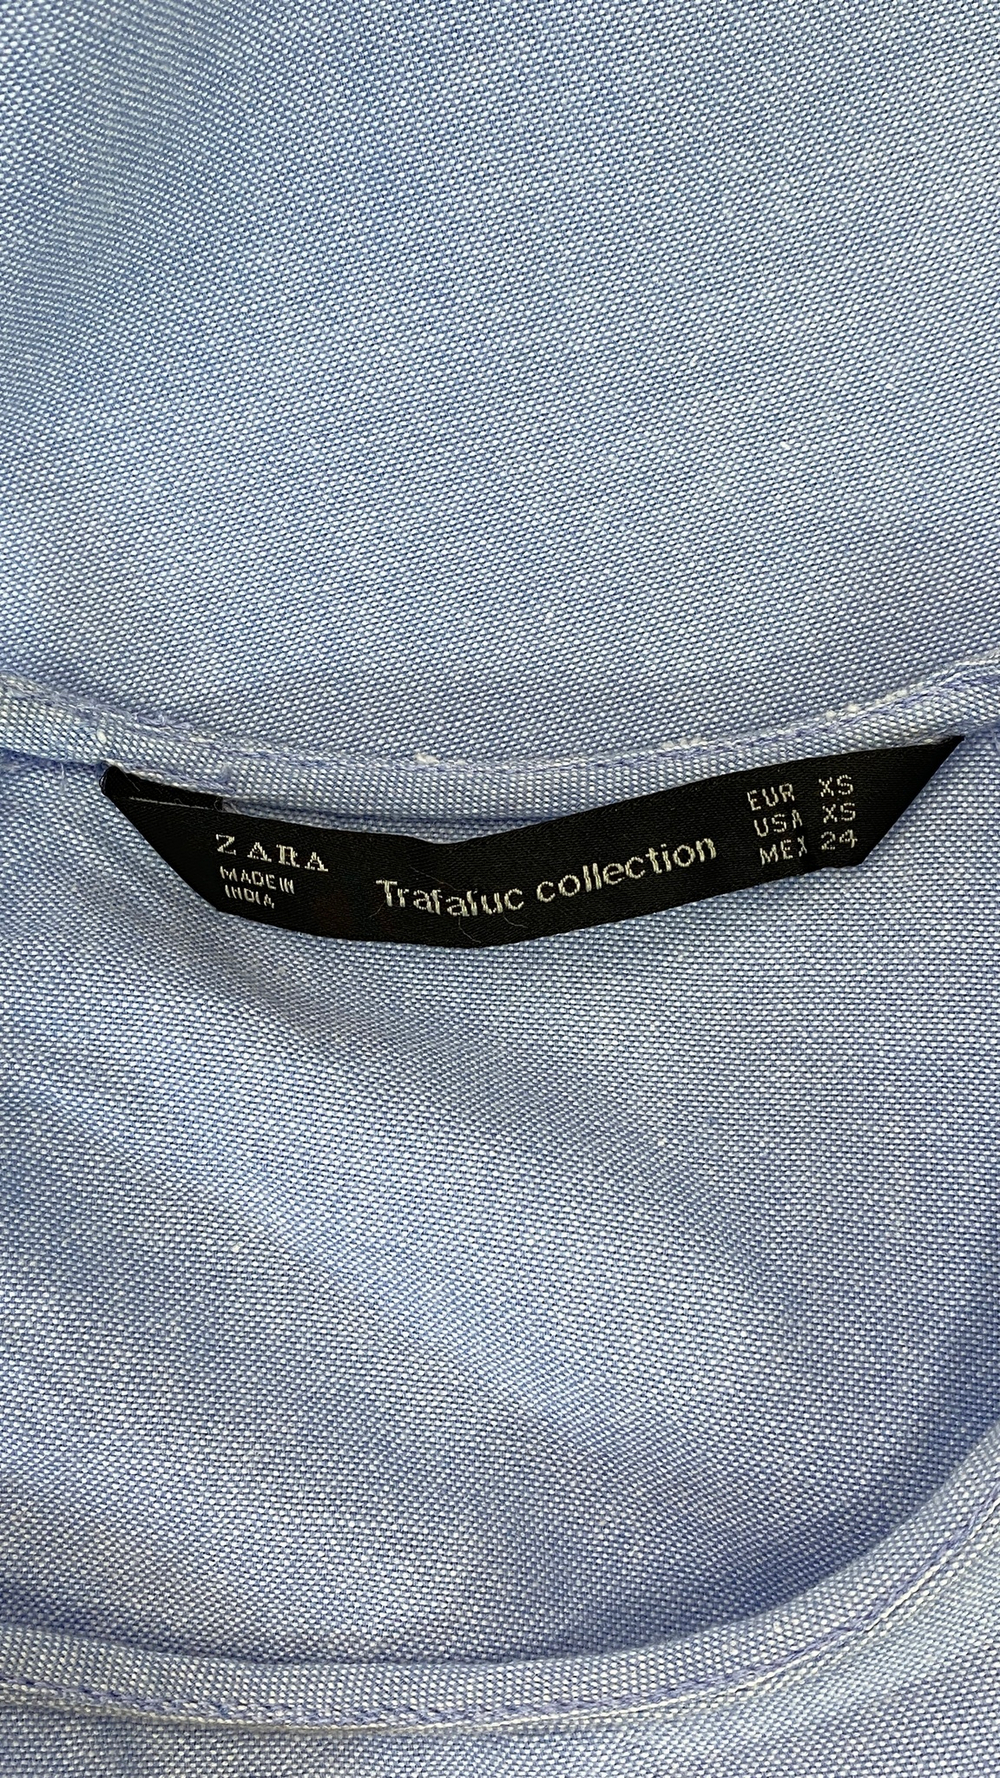 ZARA
MADE IN
INDIA
Trafaluc collection
EUR XS
USA XS
MEX 24